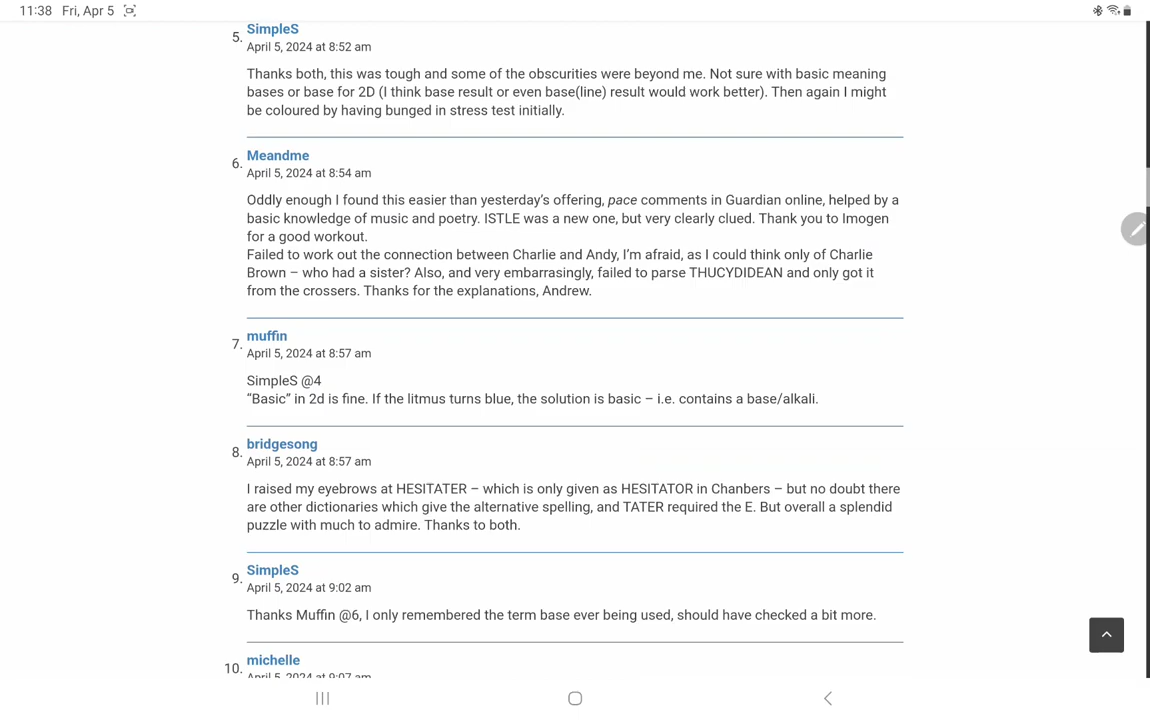 11:38 Fri, Apr 5
5. SimpleS
April 5, 2024 at 8:52 am
Thanks both, this was tough and some of the obscurities were beyond me. Not sure with basic meaning
bases or base for 2D (I think base result or even base(line) result would work better). Then again I might
be coloured by having bunged in stress test initially.
6. Meandme
April 5, 2024 at 8:54 am
Oddly enough I found this easier than yesterday’s offering, pace comments in Guardian online, helped by a
basic knowledge of music and poetry. ISTLE was a new one, but very clearly clued. Thank you to Imogen
for a good workout.
Failed to work out the connection between Charlie and Andy, I’m afraid, as I could think only of Charlie
Brown – who had a sister? Also, and very embarrasingly, failed to parse THUCYDIDEAN and only got it
from the crossers. Thanks for the explanations, Andrew.
7. muffin
April 5, 2024 at 8:57 am
SimpleS @4
“Basic” in 2d is fine. If the litmus turns blue, the solution is basic – i.e. contains a base/alkali.
8. bridgesong
April 5, 2024 at 8:57 am
I raised my eyebrows at HESITATER – which is only given as HESITATOR in Chanbers – but no doubt there
are other dictionaries which give the alternative spelling, and TATER required the E. But overall a splendid
puzzle with much to admire. Thanks to both.
9. SimpleS
April 5, 2024 at 9:02 am
Thanks Muffin @6, I only remembered the term base ever being used, should have checked a bit more.
10. michelle
April 5, 2024 at 9:07 am